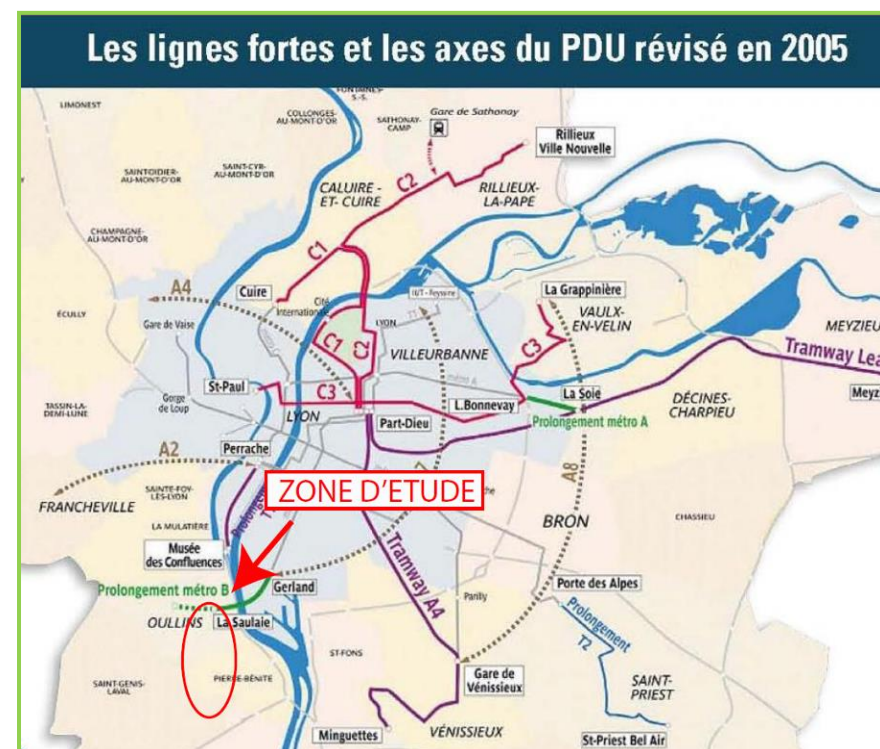 Les lignes fortes et les axes du PDU révisé en 2005
LIMONEST
COLLONGES-
AU-MONT-D'OR
SATHONAY-
CAMP
Gare de Sathonay
Rillieux
Ville Nouvelle
SAINT-DIDIER-
AU-MONT-D'OR
SAINT-CYR-
AU-MONT-D'OR
CALUIRE -
ET- CUIRE
C2
RILLIEUX-
LA-PAPE
CHAMPAGNE-
AU-MONT-D'OR
C1
A4
Cuire
Cité
Internationale
La Grappinière
ÉCULLY
Gare de Vaise
LYON
VAULX-
EN-VELIN
MEYZIEU
C1
C2
VILLEURBANNE
C3
Tramway Lea
St-Paul
métro A
Gorge
de Loup
C3
L.Bonnevay
La Soie
DÉCINES-
CHARPIEU
Meyz
TASSIN-LA-
DEMI-LUNE
LYON
Part-Dieu
Prolongement métro A
A2
Perrache
A8
ZONE D'ETUDE
FRANCHEVILLE
SAINTE-FOY-
LÈS-LYON
BRON
CHASSIEU
LA MULATIÈRE
Musée
des Confluences
Tramway A4
Prolongement métro B
Gerland
Parilly
Porte des Alpes
OULLINS
La Saulaie
Prolongement
T2
ST-FONS
SAINT-GENIS-
LAVAL
PIERRE-BÉNITE
Gare de
Vénissieux
SAINT-
PRIEST
Minguettes
VÉNISSIEUX
St-Priest Bel Air